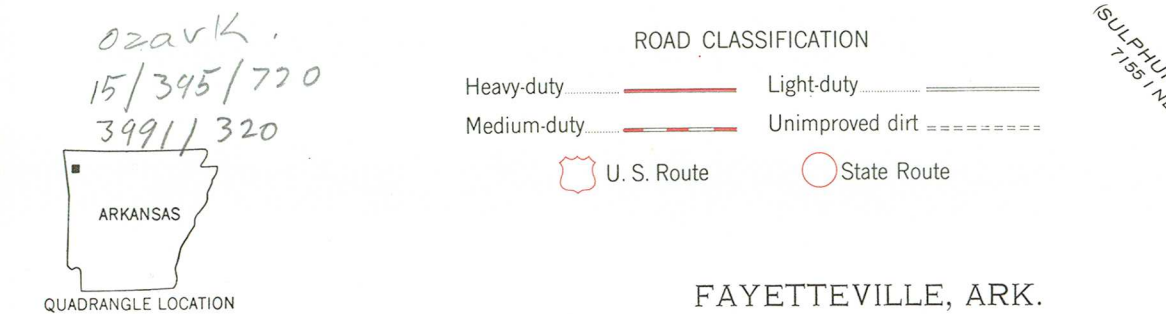 ozark.
15/395/720
3991/320
ARKANSAS
QUADRANGLE LOCATION
ROAD CLASSIFICATION
Heavy-duty
Light-duty
Medium-duty
Unimproved dirt
U. S. Route
State Route
FAYETTEVILLE, ARK.
(SULPHUR
7155 I